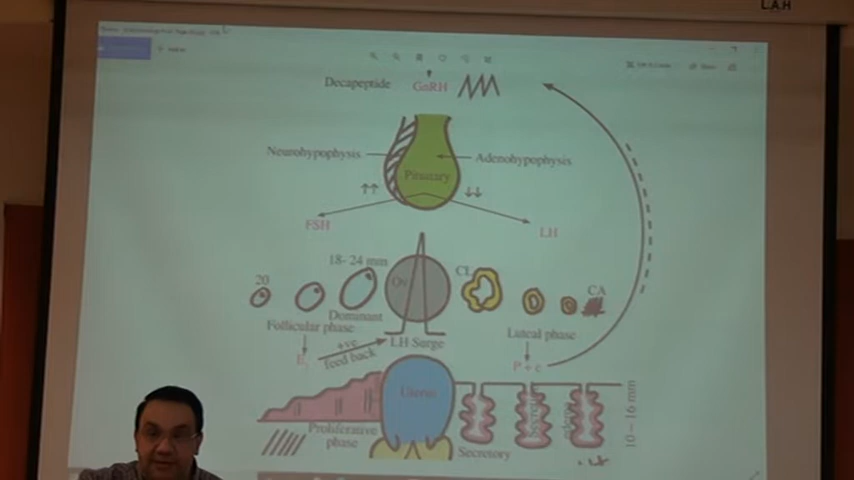 L.A.H
Decapeptide GnRH
Neurohypophysis
Adenohypophysis
Pituitary
↑↑
↓↓
FSH
LH
18-24 mm
20
Ov
CL
CA
Dominant
Follicular phase
LH Surge
Luteal phase
+ve
feed back
E
P + e
Uterus
10-16 mm
Proliferative
phase
Secretory